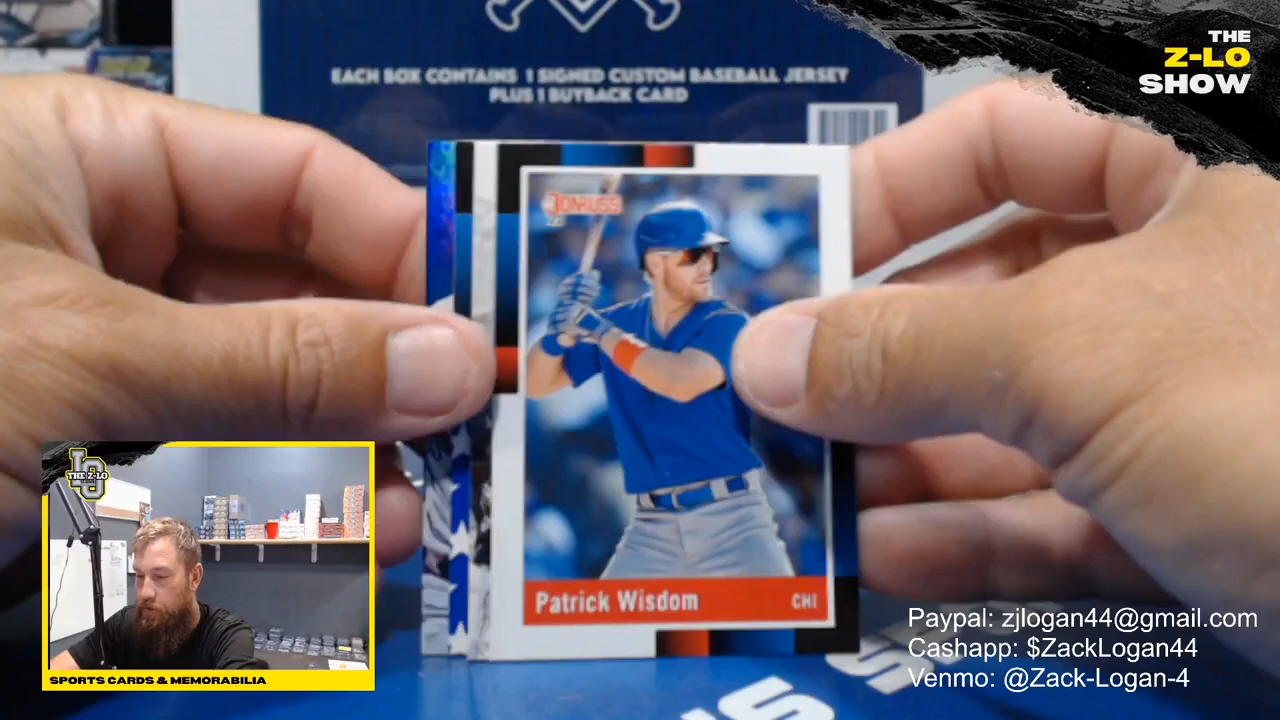 THE
Z-LO
SHOW
EACH BOX CONTAINS 1 SIGNED CUSTOM BASEBALL JERSEY
PLUS 1 BUYBACK CARD
DONRUSS
Patrick Wisdom CHI
THE Z-LO
SPORTS CARDS & MEMORABILIA
Paypal: zjlogan44@gmail.com
Cashapp: $ZackLogan44
Venmo: @Zack-Logan-4